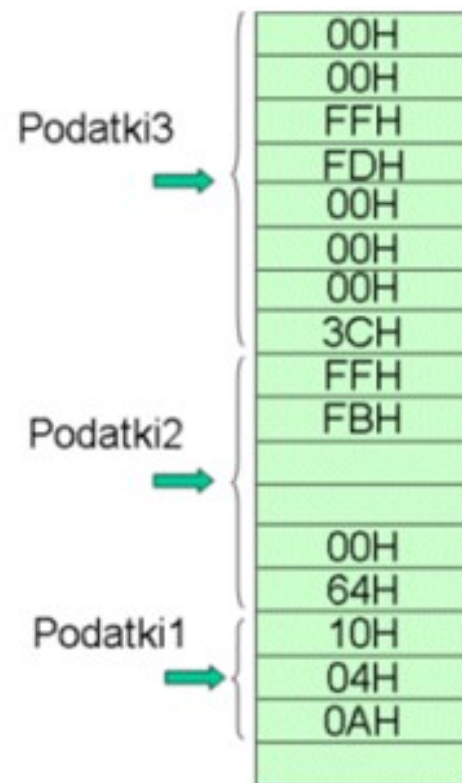 00H
00H
FFH
Podatki3
FDH
00H
00H
00H
3CH
FFH
FBH
Podatki2
00H
64H
Podatki1
10H
04H
0AH